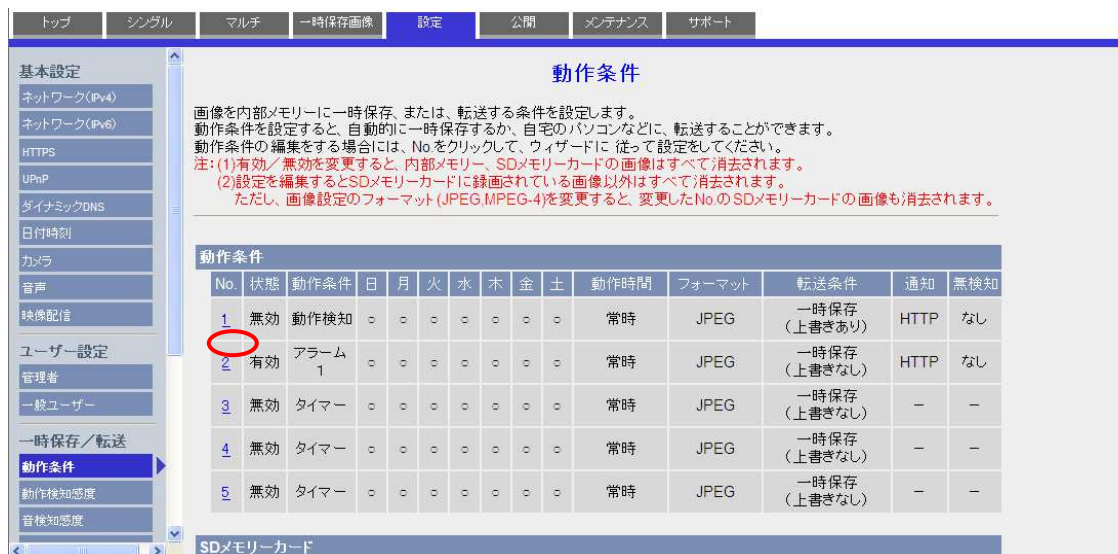 トップ シングル マルチ 一時保存画像 設定 公開 メンテナンス サポート
基本設定
ネットワーク(IPv4)
ネットワーク(IPv6)
HTTPS
UPnP
ダイナミックDNS
日付時刻
カメラ
音声
映像配信
ユーザー設定
管理者
一般ユーザー
一時保存/転送
動作条件
動作検知感度
音検知感度
動作条件
画像を内部メモリーに一時保存、または、転送する条件を設定します。
動作条件を設定すると、自動的に一時保存するか、自宅のパソコンなどに、転送することができます。
動作条件の編集をする場合には、No.をクリックして、ウィザードに従って設定をしてください。
注:(1)有効/無効を変更すると、内部メモリー、SDメモリーカードの画像はすべて消去されます。
(2)設定を編集するとSDメモリーカードに録画されている画像以外はすべて消去されます。
ただし、画像設定のフォーマット(JPEG,MPEG-4)を変更すると、変更したNo.のSDメモリーカードの画像も消去されます。
動作条件
No. 状態 動作条件 日 月 火 水 木 金 土 動作時間 フォーマット 転送条件 通知 無検知
1 無効 動作検知 ○ ○ ○ ○ ○ ○ ○ 常時 JPEG 一時保存 HTTP なし
(上書きあり)
2 有効 アラーム ○ ○ ○ ○ ○ ○ ○ 常時 JPEG 一時保存 HTTP なし
1 (上書きなし)
3 無効 タイマー ○ ○ ○ ○ ○ ○ ○ 常時 JPEG 一時保存 − −
(上書きなし)
4 無効 タイマー ○ ○ ○ ○ ○ ○ ○ 常時 JPEG 一時保存 − −
(上書きなし)
5 無効 タイマー ○ ○ ○ ○ ○ ○ ○ 常時 JPEG 一時保存 − −
(上書きなし)
SDメモリーカード